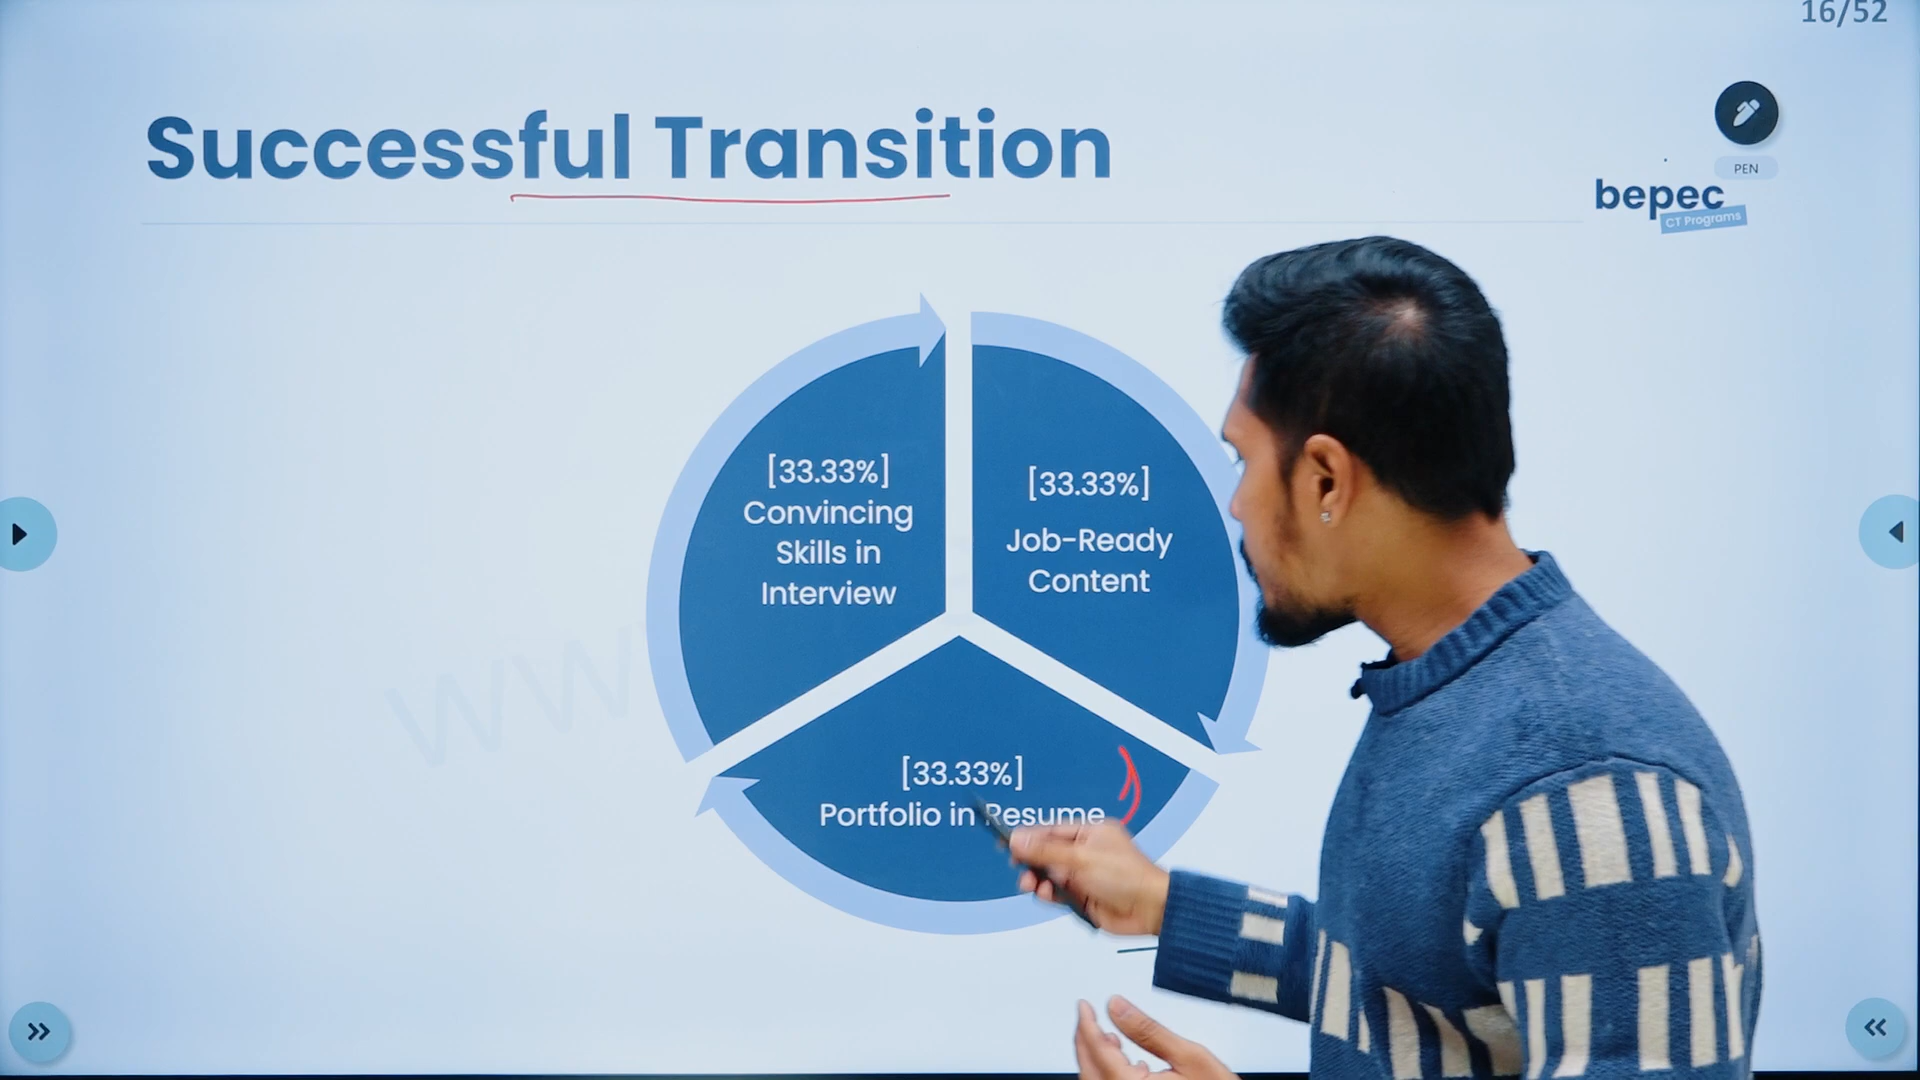 16/52
Successful Transition
PEN
bepec
CT Programs
[33.33%]
Convincing
Skills in
Interview
[33.33%]
Job-Ready
Content
[33.33%]
Portfolio in Resume